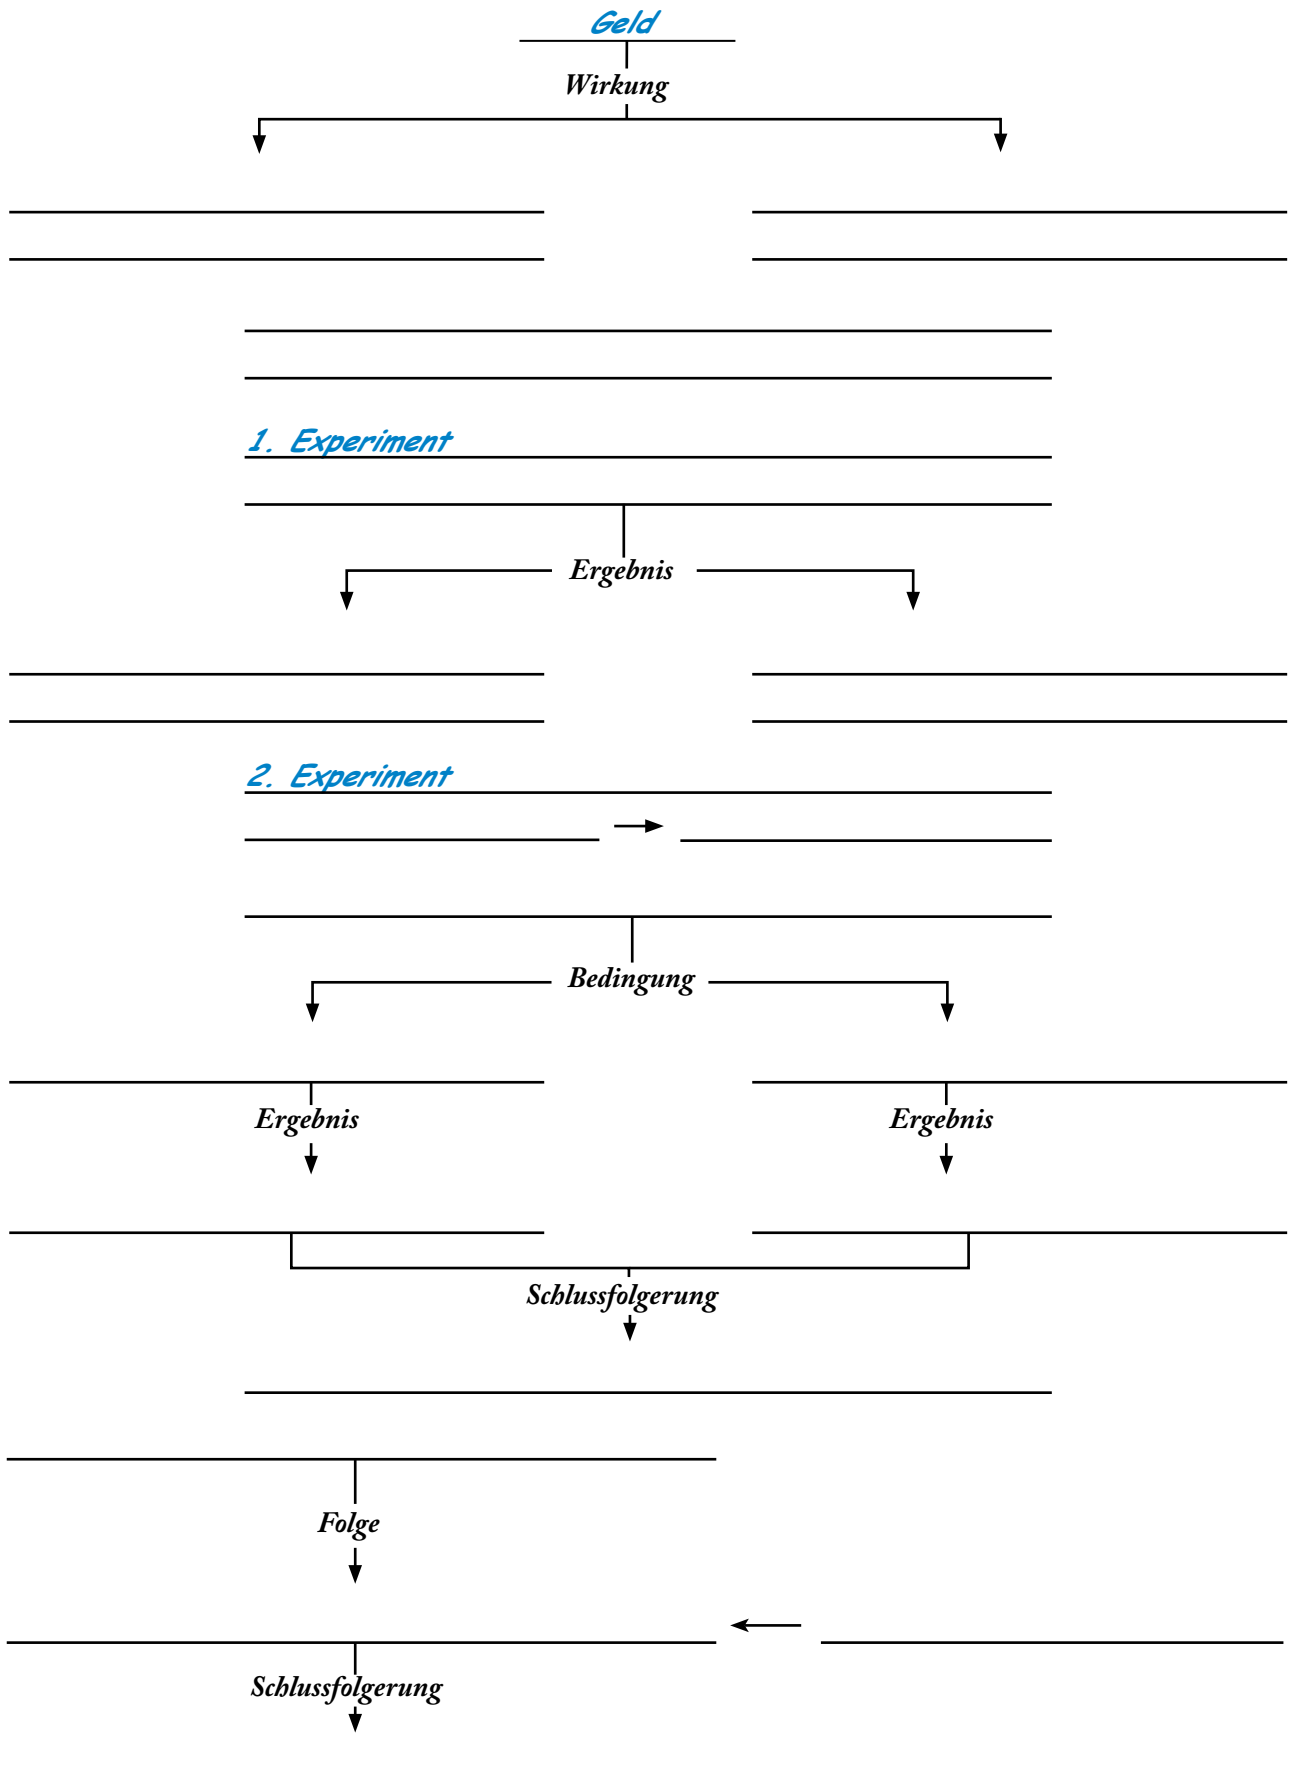 Geld
Wirkung
1. Experiment
Ergebnis
2. Experiment
Bedingung
Ergebnis
Ergebnis
Schlussfolgerung
Folge
Schlussfolgerung